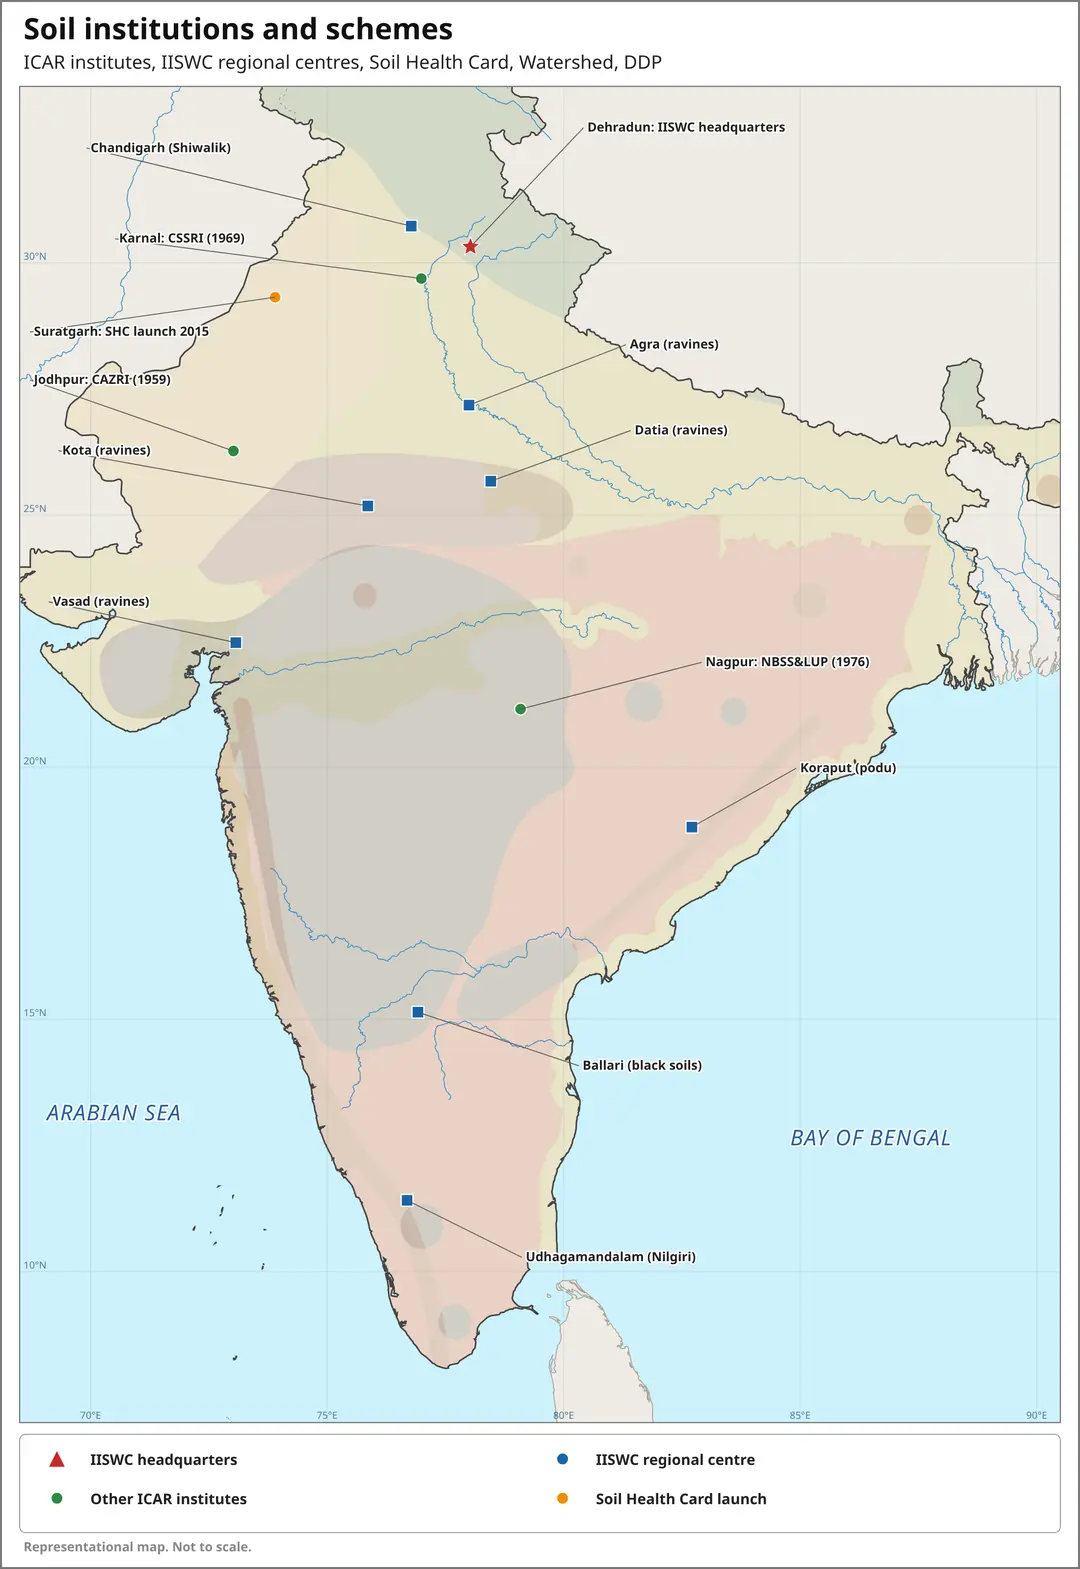 Soil institutions and schemes
ICAR institutes, IISWC regional centres, Soil Health Card, Watershed, DDP
Dehradun: IISWC headquarters
Chandigarh (Shiwalik)
Karnal: CSSRI (1969)
30°N
Suratgarh: SHC launch 2015
Agra (ravines)
Jodhpur: CAZRI (1959)
Datia (ravines)
Kota (ravines)
25°N
Vasad (ravines)
Nagpur: NBSS&LUP (1976)
20°N
Koraput (podu)
15°N
Ballari (black soils)
ARABIAN SEA
BAY OF BENGAL
Udhagamandalam (Nilgiri)
10°N
70°E
75°E
80°E
85°E
90°E
IISWC headquarters
IISWC regional centre
Other ICAR institutes
Soil Health Card launch
Representational map. Not to scale.